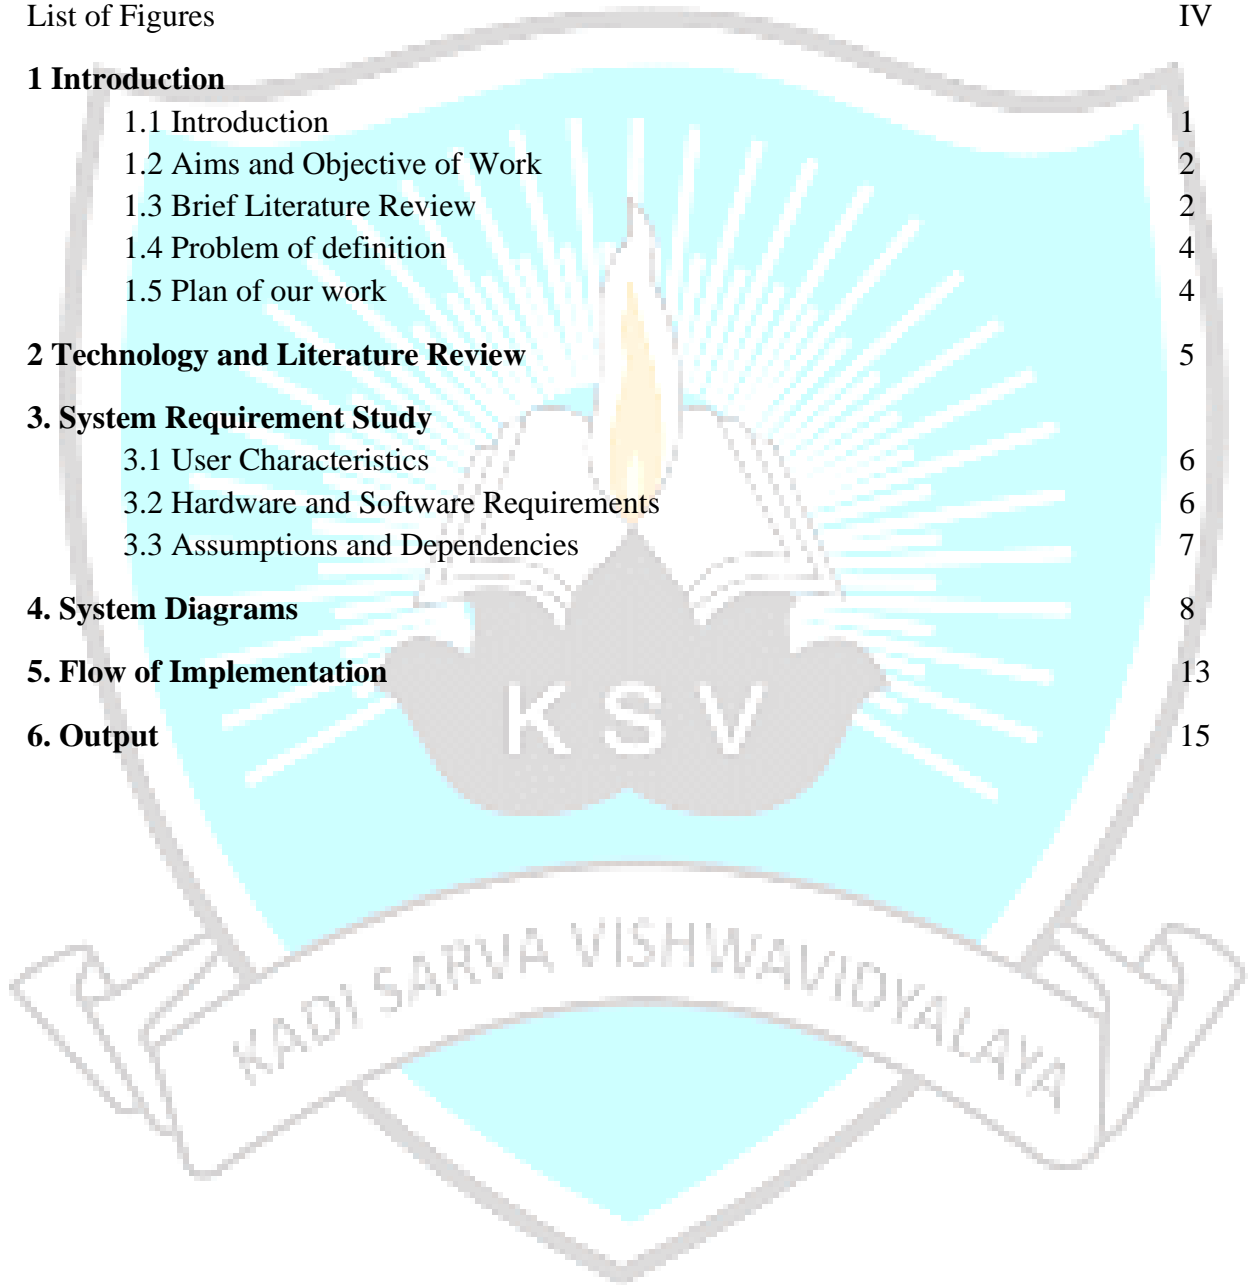 List of Figures IV
1 Introduction
1.1 Introduction 1
1.2 Aims and Objective of Work 2
1.3 Brief Literature Review 2
1.4 Problem of definition 4
1.5 Plan of our work 4
2 Technology and Literature Review 5
3. System Requirement Study
3.1 User Characteristics 6
3.2 Hardware and Software Requirements 6
3.3 Assumptions and Dependencies 7
4. System Diagrams 8
5. Flow of Implementation 13
K S V
6. Output 15
KADI SARVA VISHWAVIDYALAYA